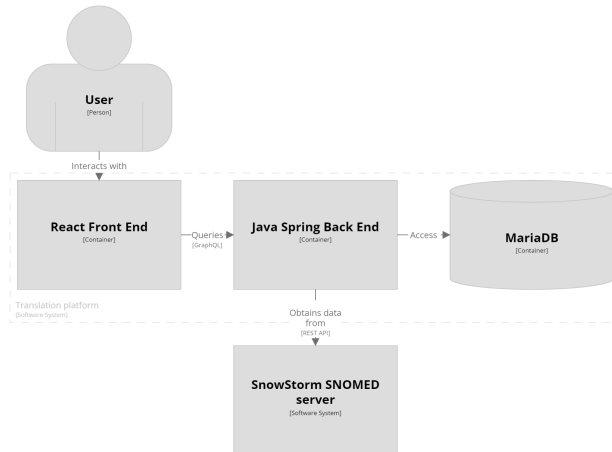 User
[Person]
Interacts with
React Front End
[Container]
Queries
[GraphQL]
Java Spring Back End
[Container]
Access
MariaDB
[Container]
Translation platform
[Software System]
Obtains data
from
[REST API]
SnowStorm SNOMED
server
[Software System]